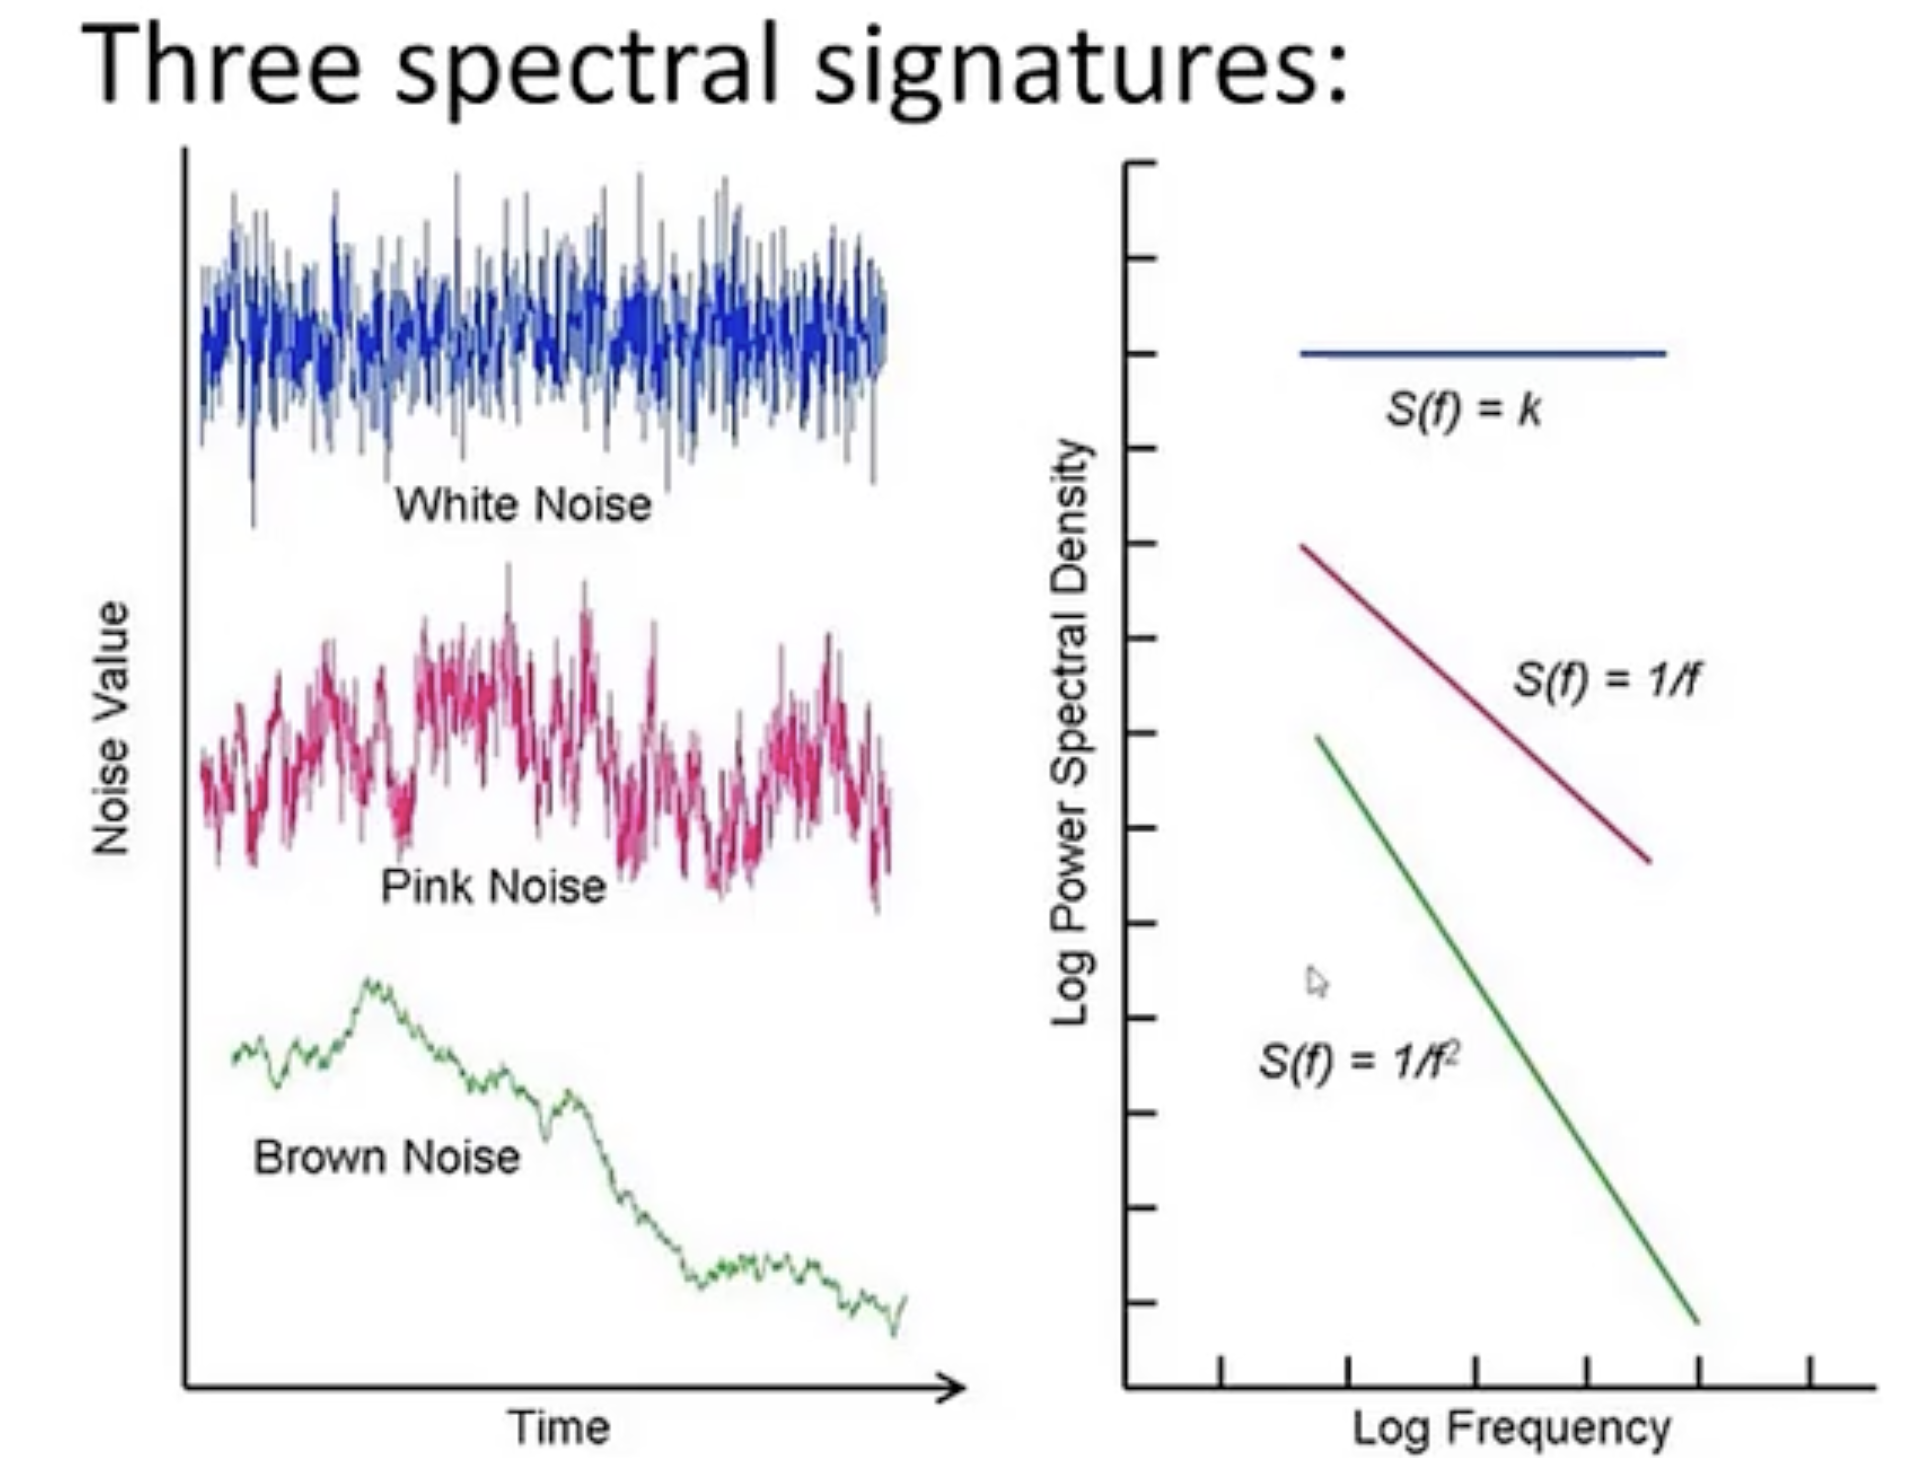 Three spectral signatures:
Noise Value
White Noise
Pink Noise
Brown Noise
Time
Log Power Spectral Density
S(f) = k
S(f) = 1/f
S(f) = 1/f²
Log Frequency